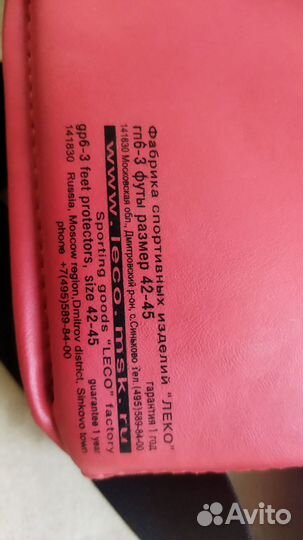 Фабрика спортивных изделий "ЛЕКО"
гп6-3 футы размер 42-45 гарантия 1 год
141830 Московская обл., Дмитровский р-он, с.Синьково Тел.(495)589-84-00
www.leco.msk.ru
Sporting goods "LECO" factory
gp6-3 feet protectors, size 42-45 guarantee 1 year
141830 Russia, Moscow region,Dmitrov district, Sinkovo town
phone +7(495)589-84-00
Avito